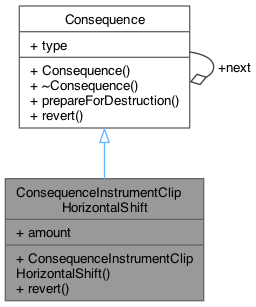 Consequence
+ type
+ Consequence()
+ ~Consequence()
+ prepareForDestruction()
+ revert()
+next
ConsequenceInstrumentClip
HorizontalShift
+ amount
+ ConsequenceInstrumentClip
HorizontalShift()
+ revert()